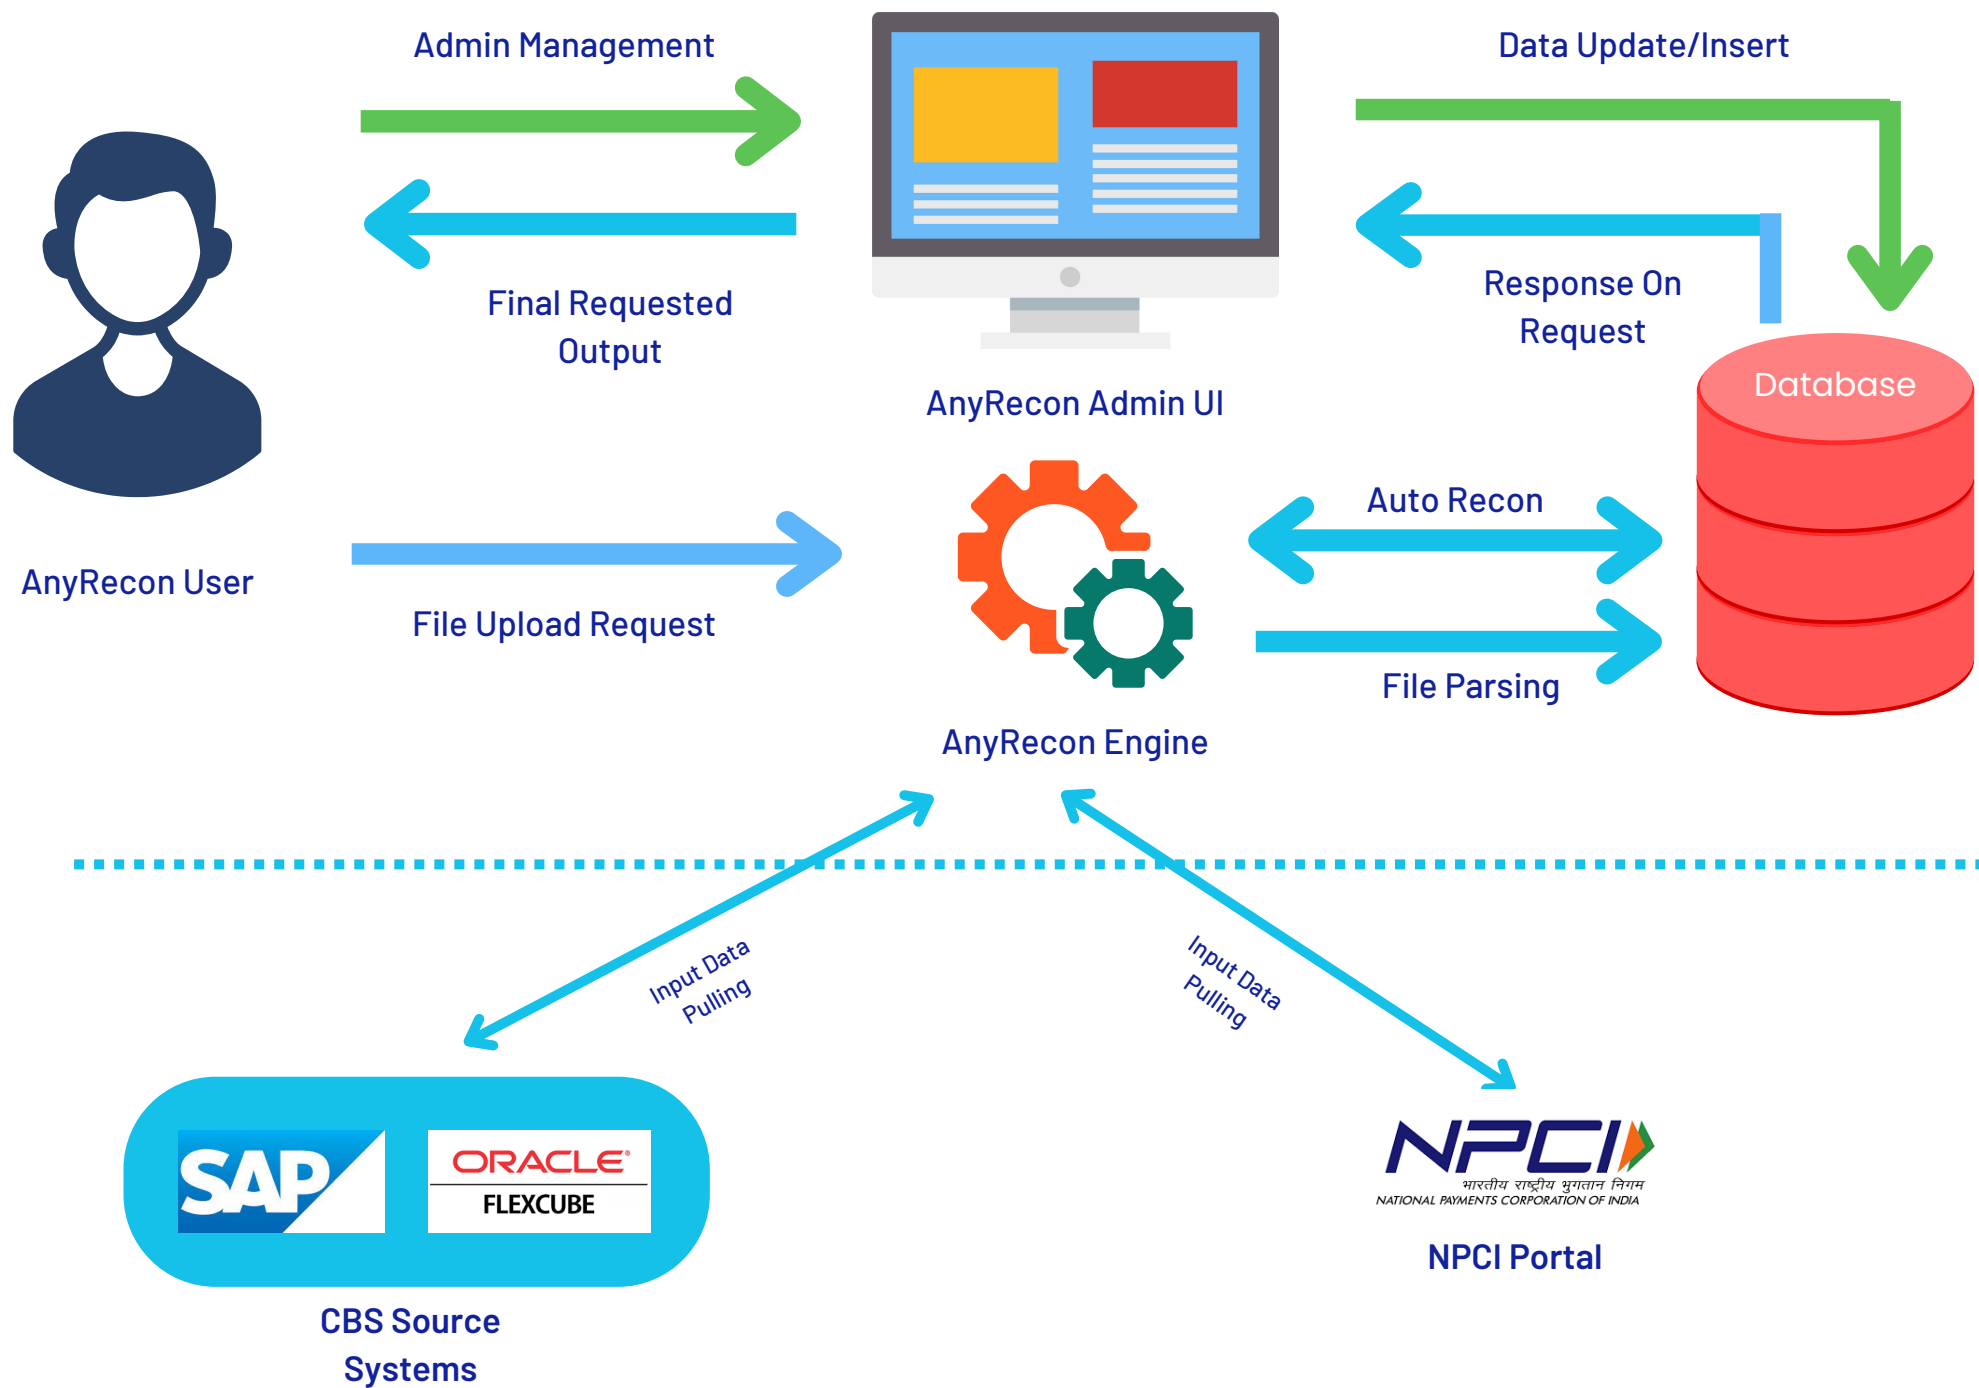 Admin Management
Data Update/Insert
Final Requested
Output
Response On
Request
Database
AnyRecon Admin UI
AnyRecon User
Auto Recon
File Upload Request
File Parsing
AnyRecon Engine
Input Data
Pulling
Input Data
Pulling
SAP
ORACLE®
FLEXCUBE
NPCI
भारतीय राष्ट्रीय भुगतान निगम
NATIONAL PAYMENTS CORPORATION OF INDIA
NPCI Portal
CBS Source
Systems